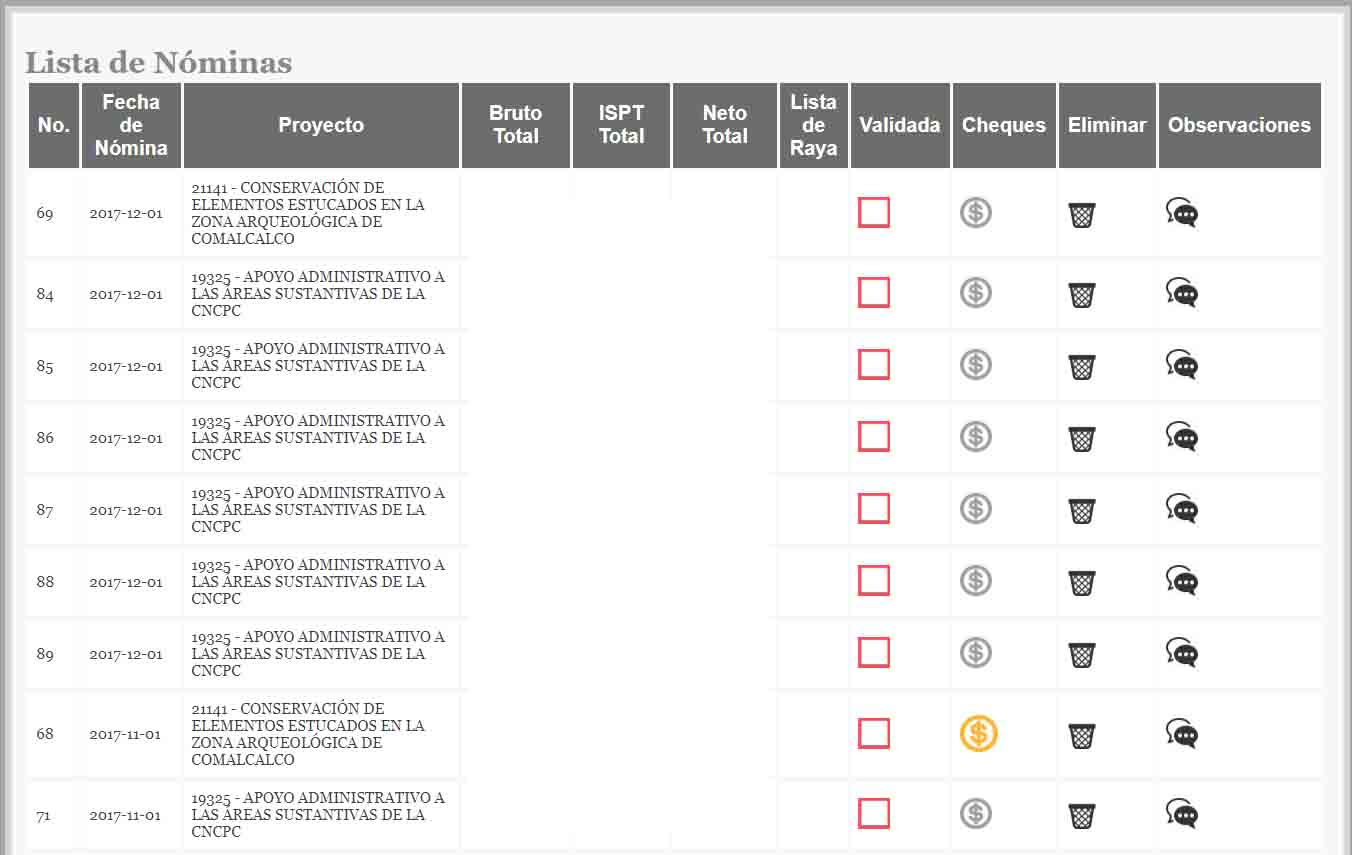 Lista de Nóminas
No.
Fecha
de
Nómina
Proyecto
Bruto
Total
ISPT
Total
Neto
Total
Lista
de
Raya
Validada
Cheques
Eliminar
Observaciones
69
2017-12-01
21141 - CONSERVACIÓN DE
ELEMENTOS ESTUCADOS EN LA
ZONA ARQUEOLÓGICA DE
COMALCALCO
84
2017-12-01
19325 - APOYO ADMINISTRATIVO A
LAS ÁREAS SUSTANTIVAS DE LA
CNCPC
85
2017-12-01
19325 - APOYO ADMINISTRATIVO A
LAS ÁREAS SUSTANTIVAS DE LA
CNCPC
86
2017-12-01
19325 - APOYO ADMINISTRATIVO A
LAS ÁREAS SUSTANTIVAS DE LA
CNCPC
87
2017-12-01
19325 - APOYO ADMINISTRATIVO A
LAS ÁREAS SUSTANTIVAS DE LA
CNCPC
88
2017-12-01
19325 - APOYO ADMINISTRATIVO A
LAS ÁREAS SUSTANTIVAS DE LA
CNCPC
89
2017-12-01
19325 - APOYO ADMINISTRATIVO A
LAS ÁREAS SUSTANTIVAS DE LA
CNCPC
68
2017-11-01
21141 - CONSERVACIÓN DE
ELEMENTOS ESTUCADOS EN LA
ZONA ARQUEOLÓGICA DE
COMALCALCO
71
2017-11-01
19325 - APOYO ADMINISTRATIVO A
LAS ÁREAS SUSTANTIVAS DE LA
CNCPC